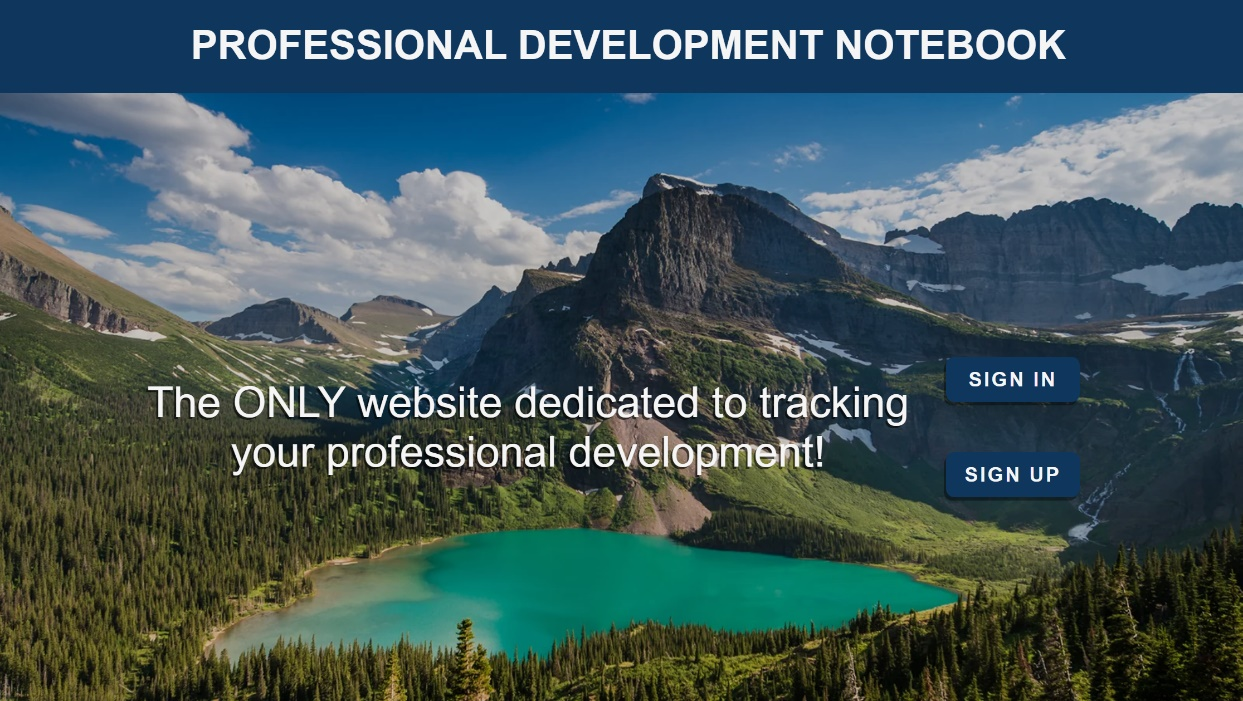 PROFESSIONAL DEVELOPMENT NOTEBOOK
The ONLY website dedicated to tracking
your professional development!
SIGN IN
SIGN UP